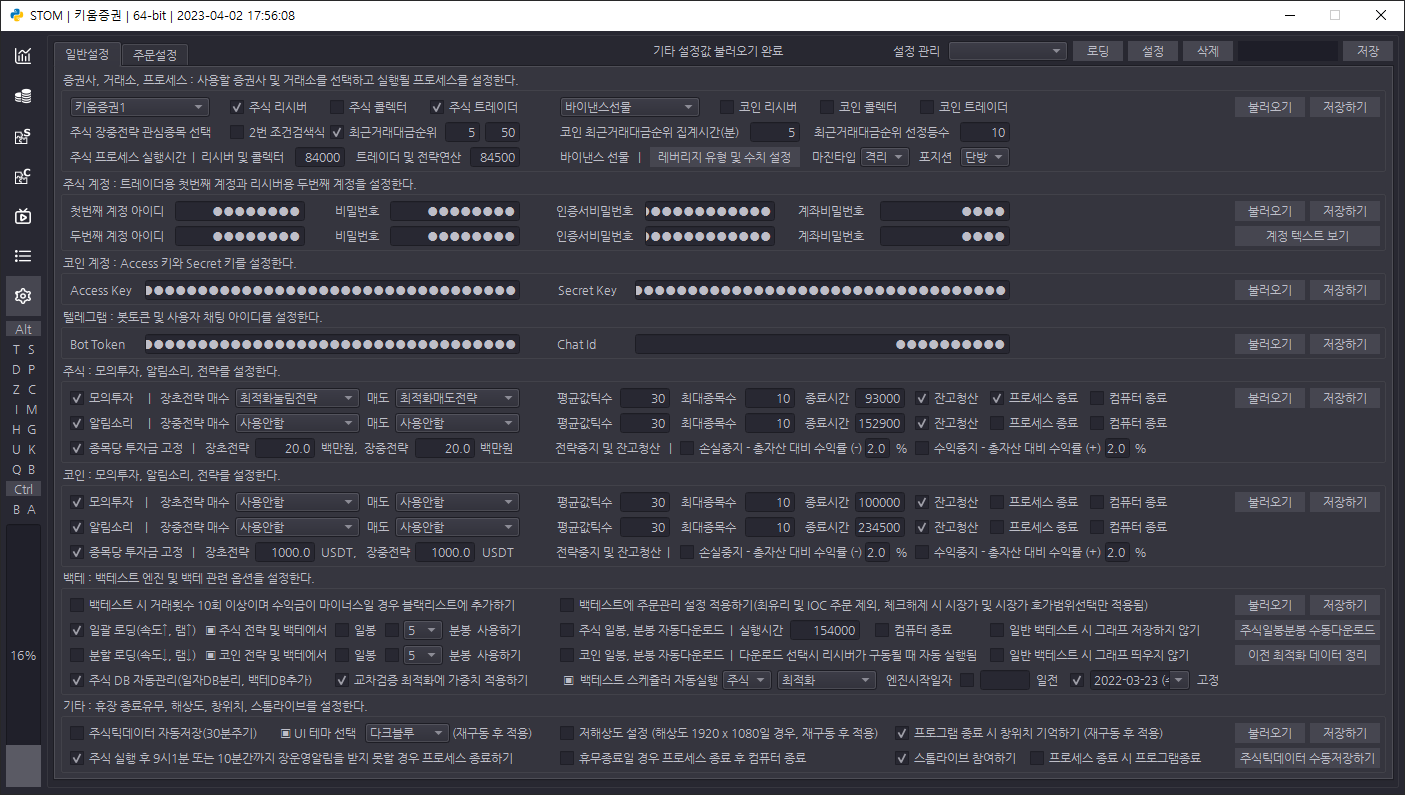 STOM | 키움증권 | 64-bit | 2023-04-02 17:56:08
일반설정 주문설정 기타 설정값 불러오기 완료 설정 관리 로딩 설정 삭제 저장
증권사, 거래소, 프로세스 : 사용할 증권사 및 거래소를 선택하고 실행될 프로세스를 설정한다.
키움증권1 주식 리시버 주식 콜렉터 주식 트레이더 바이낸스선물 코인 리시버 코인 콜렉터 코인 트레이더 불러오기 저장하기
주식 장중전략 관심종목 선택 2번 조건검색식 최근거래대금순위 5 50 코인 최근거래대금순위 집계시간(분) 5 최근거래대금순위 선정등수 10
주식 프로세스 실행시간 | 리시버 및 콜렉터 84000 트레이더 및 전략연산 84500 바이낸스 선물 | 레버리지 유형 및 수치 설정 마진타입 격리 포지션 단방
주식 계정 : 트레이더용 첫번째 계정과 리시버용 두번째 계정을 설정한다.
첫번째 계정 아이디 ●●●●●●●● 비밀번호 ●●●●●●●● 인증서비밀번호 ●●●●●●●●●●●● 계좌비밀번호 ●●●● 불러오기 저장하기
두번째 계정 아이디 ●●●●●●●● 비밀번호 ●●●●●●●● 인증서비밀번호 ●●●●●●●●●●●● 계좌비밀번호 ●●●● 계정 텍스트 보기
코인 계정 : Access 키와 Secret 키를 설정한다.
Access Key Secret Key 불러오기 저장하기
텔레그램 : 봇토큰 및 사용자 채팅 아이디를 설정한다.
Bot Token Chat Id ●●●●●●●●●● 불러오기 저장하기
주식 : 모의투자, 알림소리, 전략를 설정한다.
모의투자 | 장초전략 매수 최적화눌림전략 매도 최적화매도전략 평균값틱수 30 최대종목수 10 종료시간 93000 잔고청산 프로세스 종료 컴퓨터 종료 불러오기 저장하기
알림소리 | 장중전략 매수 사용안함 매도 사용안함 평균값틱수 30 최대종목수 10 종료시간 152900 잔고청산 프로세스 종료 컴퓨터 종료
종목당 투자금 고정 | 장초전략 20.0 백만원, 장중전략 20.0 백만원 전략중지 및 잔고청산 | 손실중지 - 총자산 대비 수익률 (-) 2.0 % 수익중지 - 총자산 대비 수익률 (+) 2.0 %
코인 : 모의투자, 알림소리, 전략를 설정한다.
모의투자 | 장초전략 매수 사용안함 매도 사용안함 평균값틱수 30 최대종목수 10 종료시간 100000 잔고청산 프로세스 종료 컴퓨터 종료 불러오기 저장하기
알림소리 | 장중전략 매수 사용안함 매도 사용안함 평균값틱수 30 최대종목수 10 종료시간 234500 잔고청산 프로세스 종료 컴퓨터 종료
종목당 투자금 고정 | 장초전략 1000.0 USDT, 장중전략 1000.0 USDT 전략중지 및 잔고청산 | 손실중지 - 총자산 대비 수익률 (-) 2.0 % 수익중지 - 총자산 대비 수익률 (+) 2.0 %
백테 : 백테스트 엔진 및 백테 관련 옵션을 설정한다.
백테스트 시 거래횟수 10회 이상이며 수익금이 마이너스일 경우 블랙리스트에 추가하기 백테스트에 주문관리 설정 적용하기(최유리 및 IOC 주문 제외, 체크해제 시 시장가 및 시장가 호가범위선택만 적용됨) 불러오기 저장하기
일괄 로딩(속도↑, 램↑) ▣ 주식 전략 및 백테에서 일봉 5 분봉 사용하기 주식 일봉, 분봉 자동다운로드 | 실행시간 154000 컴퓨터 종료 일반 백테스트 시 그래프 저장하지 않기 주식일봉분봉 수동다운로드
분할 로딩(속도↓, 램↓) ▣ 코인 전략 및 백테에서 일봉 5 분봉 사용하기 코인 일봉, 분봉 자동다운로드 | 다운로드 선택시 리시버가 구동될 때 자동 실행됨 일반 백테스트 시 그래프 띄우지 않기 이전 최적화 데이터 정리
주식 DB 자동관리(일자DB분리, 백테DB추가) 교차검증 최적화에 가중치 적용하기 ▣ 백테스트 스케쥴러 자동실행 주식 최적화 엔진시작일자 일전 2022-03-23 고정
기타 : 휴장 종료유무, 해상도, 창위치, 스톰라이브를 설정한다.
주식틱데이터 자동저장(30분주기) ▣ UI 테마 선택 다크블루 (재구동 후 적용) 저해상도 설정 (해상도 1920 x 1080일 경우, 재구동 후 적용) 프로그램 종료 시 창위치 기억하기 (재구동 후 적용) 불러오기 저장하기
주식 실행 후 9시1분 또는 10분간까지 장운영알림을 받지 못할 경우 프로세스 종료하기 휴무종료일 경우 프로세스 종료 후 컴퓨터 종료 스톰라이브 참여하기 프로세스 종료 시 프로그램종료 주식틱데이터 수동저장하기
Alt
T S
D P
Z C
I M
H G
U K
Q B
Ctrl
B A
16%